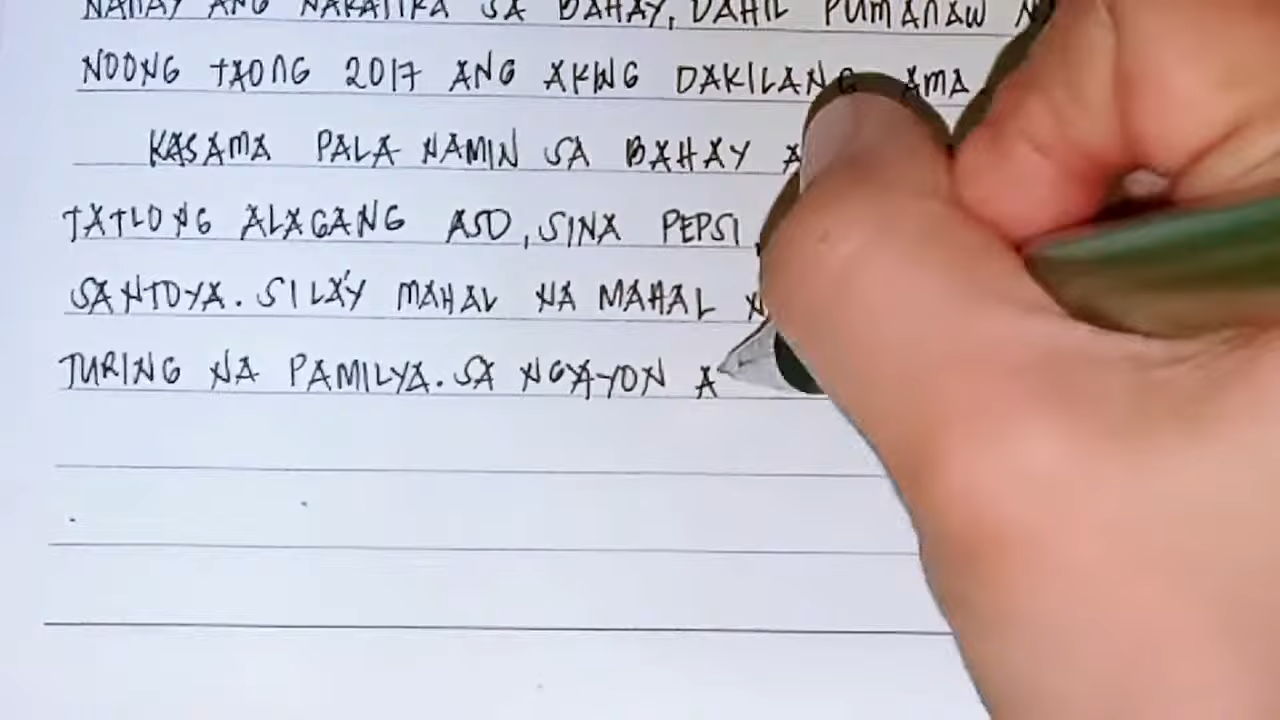 NANAY ANG NAKATIRA SA BAHAY, DAHIL PUMANAW
NOONG TAONG 2017 ANG AKING DAKILANG AMA.
KASAMA PALA NAMIN SA BAHAY
TATLONG ALAGANG ASO, SINA PEPSI
SANTOYA. SILA'Y MAHAL NA MAHAL
TURING NA PAMILYA. SA NGAYON A